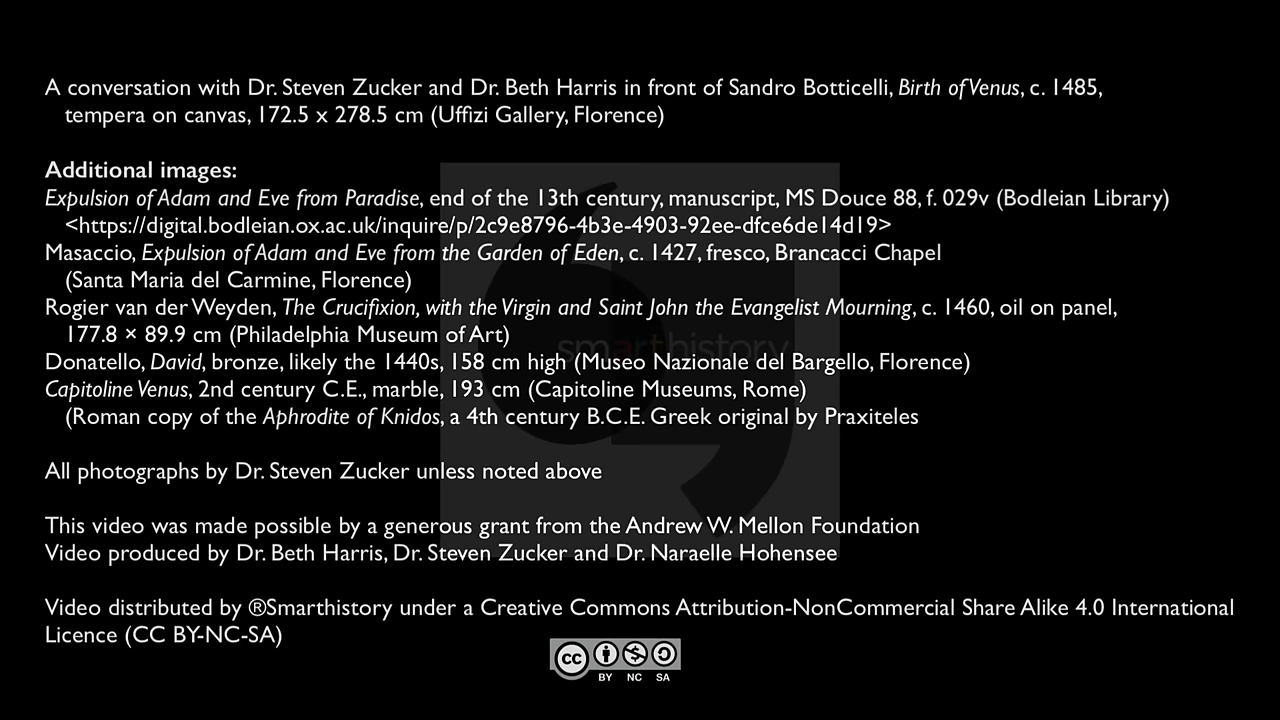 A conversation with Dr. Steven Zucker and Dr. Beth Harris in front of Sandro Botticelli, Birth of Venus, c. 1485,
tempera on canvas, 172.5 x 278.5 cm (Uffizi Gallery, Florence)
Additional images:
Expulsion of Adam and Eve from Paradise, end of the 13th century, manuscript, MS Douce 88, f. 029v (Bodleian Library)
<https://digital.bodleian.ox.ac.uk/inquire/p/2c9e8796-4b3e-4903-92ee-dfce6de14d19>
Masaccio, Expulsion of Adam and Eve from the Garden of Eden, c. 1427, fresco, Brancacci Chapel
(Santa Maria del Carmine, Florence)
Rogier van der Weyden, The Crucifixion, with the Virgin and Saint John the Evangelist Mourning, c. 1460, oil on panel,
177.8 × 89.9 cm (Philadelphia Museum of Art)
smarthistory
Donatello, David, bronze, likely the 1440s, 158 cm high (Museo Nazionale del Bargello, Florence)
Capitoline Venus, 2nd century C.E., marble, 193 cm (Capitoline Museums, Rome)
(Roman copy of the Aphrodite of Knidos, a 4th century B.C.E. Greek original by Praxiteles
All photographs by Dr. Steven Zucker unless noted above
This video was made possible by a generous grant from the Andrew W. Mellon Foundation
Video produced by Dr. Beth Harris, Dr. Steven Zucker and Dr. Naraelle Hohensee
Video distributed by ®Smarthistory under a Creative Commons Attribution-NonCommercial Share Alike 4.0 International
Licence (CC BY-NC-SA)
cc
BY NC SA